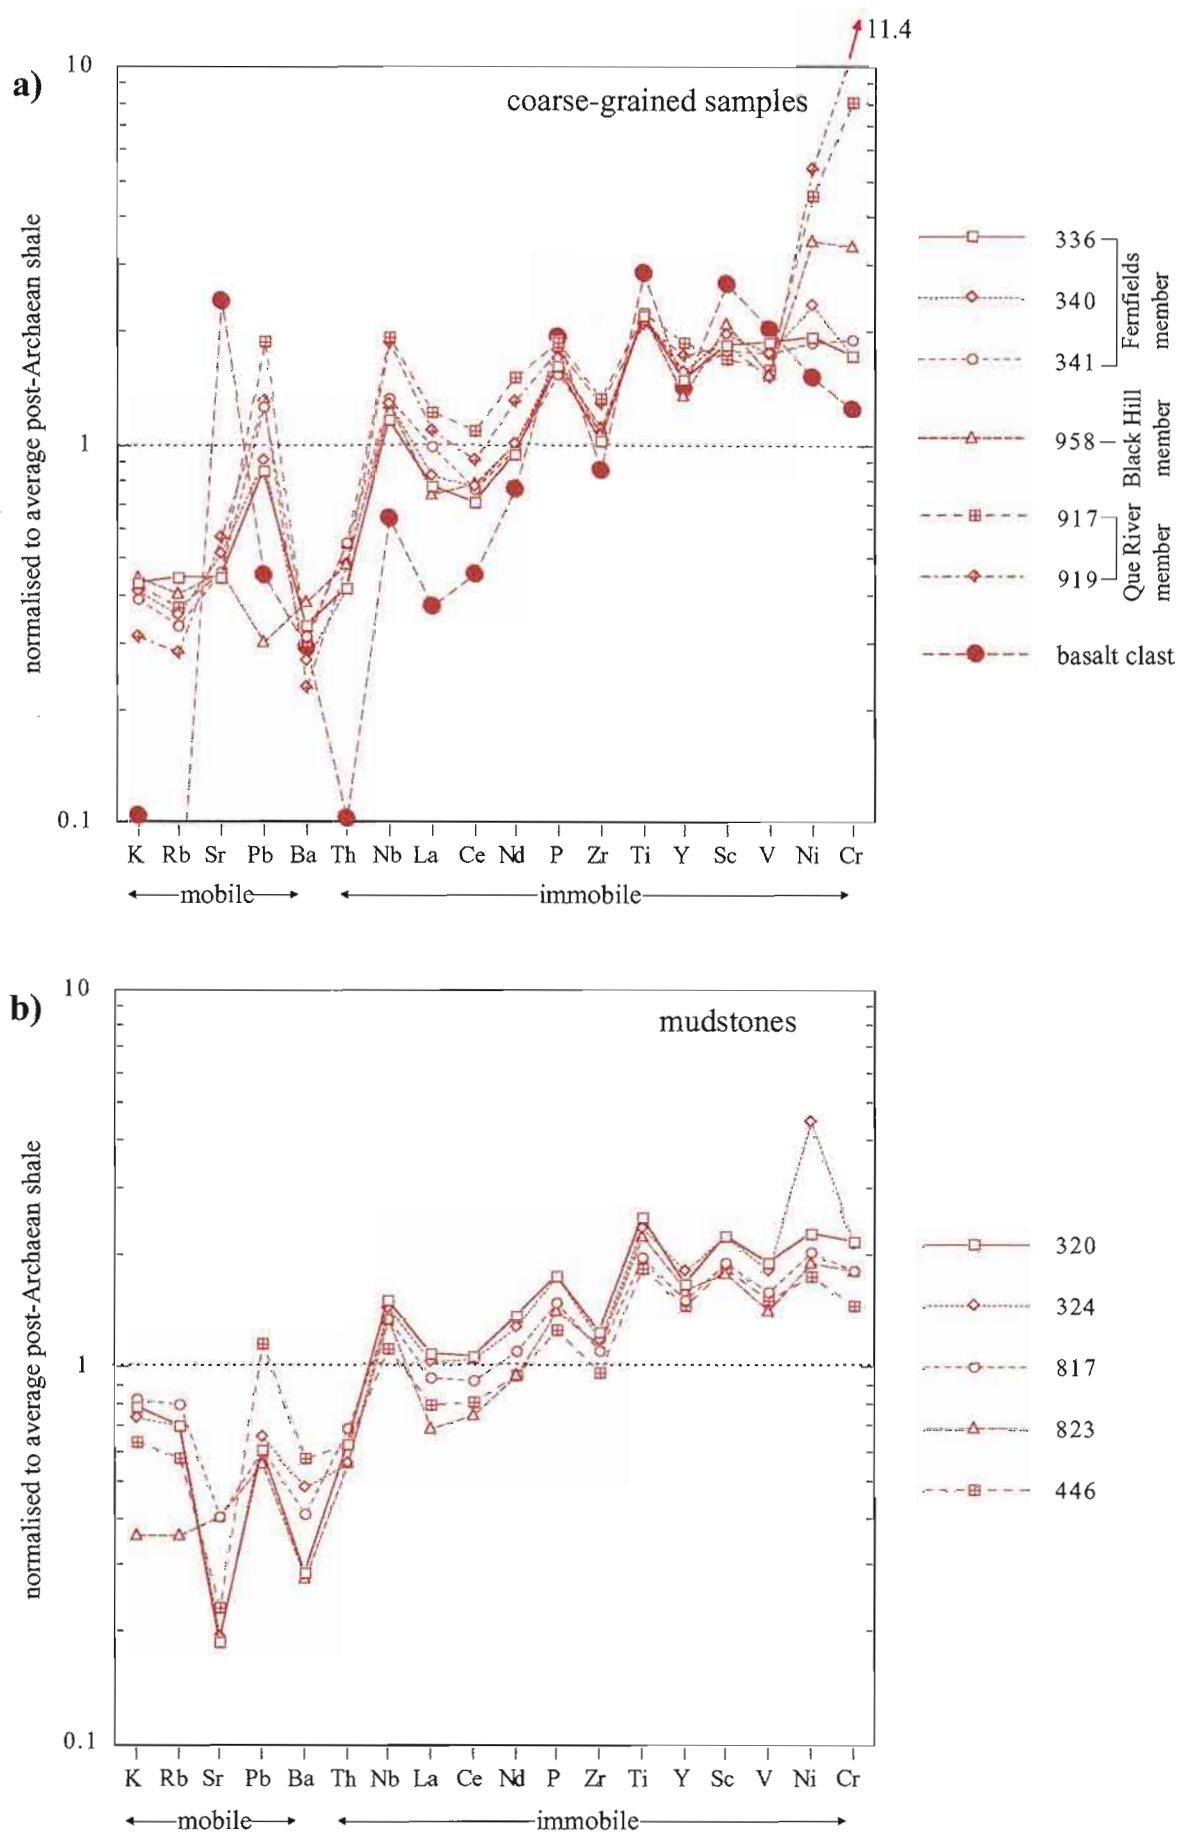 11.4
10
a)
coarse-grained samples
normalised to average post-Archaean shale
1
0.1
K Rb Sr Pb Ba Th Nb La Ce Nd P Zr Ti Y Sc V Ni Cr
mobile
immobile
336
340
341
Fernfields
member
958
Black Hill
member
917
919
Que River
member
basalt clast
10
b)
mudstones
normalised to average post-Archaean shale
1
0.1
K Rb Sr Pb Ba Th Nb La Ce Nd P Zr Ti Y Sc V Ni Cr
mobile
immobile
320
324
817
823
446